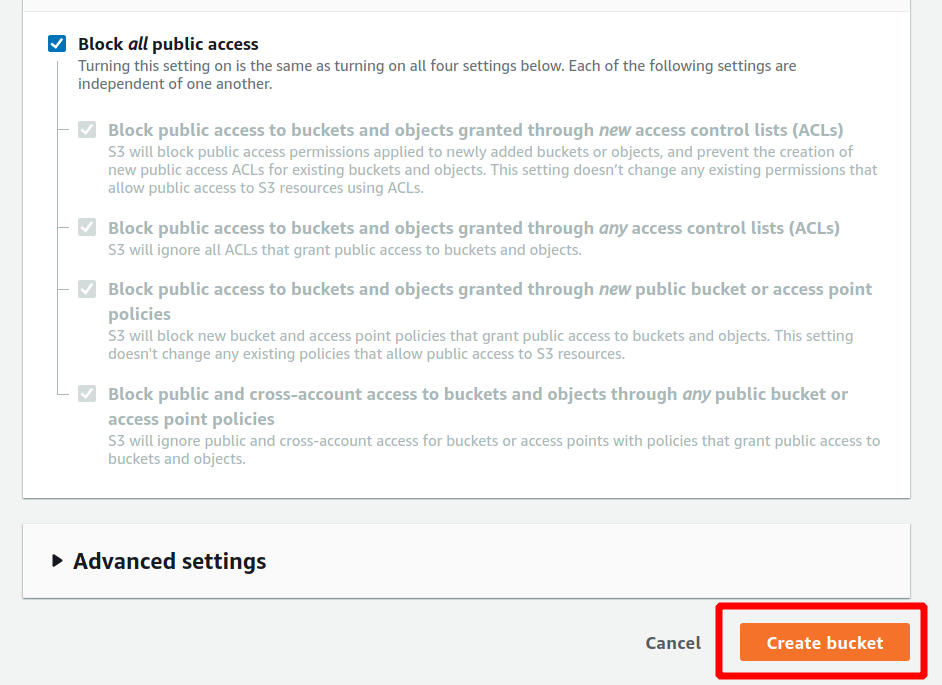 Block all public access
Turning this setting on is the same as turning on all four settings below. Each of the following settings are
independent of one another.
Block public access to buckets and objects granted through new access control lists (ACLs)
S3 will block public access permissions applied to newly added buckets or objects, and prevent the creation of
new public access ACLs for existing buckets and objects. This setting doesn’t change any existing permissions that
allow public access to S3 resources using ACLs.
Block public access to buckets and objects granted through any access control lists (ACLs)
S3 will ignore all ACLs that grant public access to buckets and objects.
Block public access to buckets and objects granted through new public bucket or access point
policies
S3 will block new bucket and access point policies that grant public access to buckets and objects. This setting
doesn't change any existing policies that allow public access to S3 resources.
Block public and cross-account access to buckets and objects through any public bucket or
access point policies
S3 will ignore public and cross-account access for buckets or access points with policies that grant public access to
buckets and objects.
Advanced settings
Cancel Create bucket